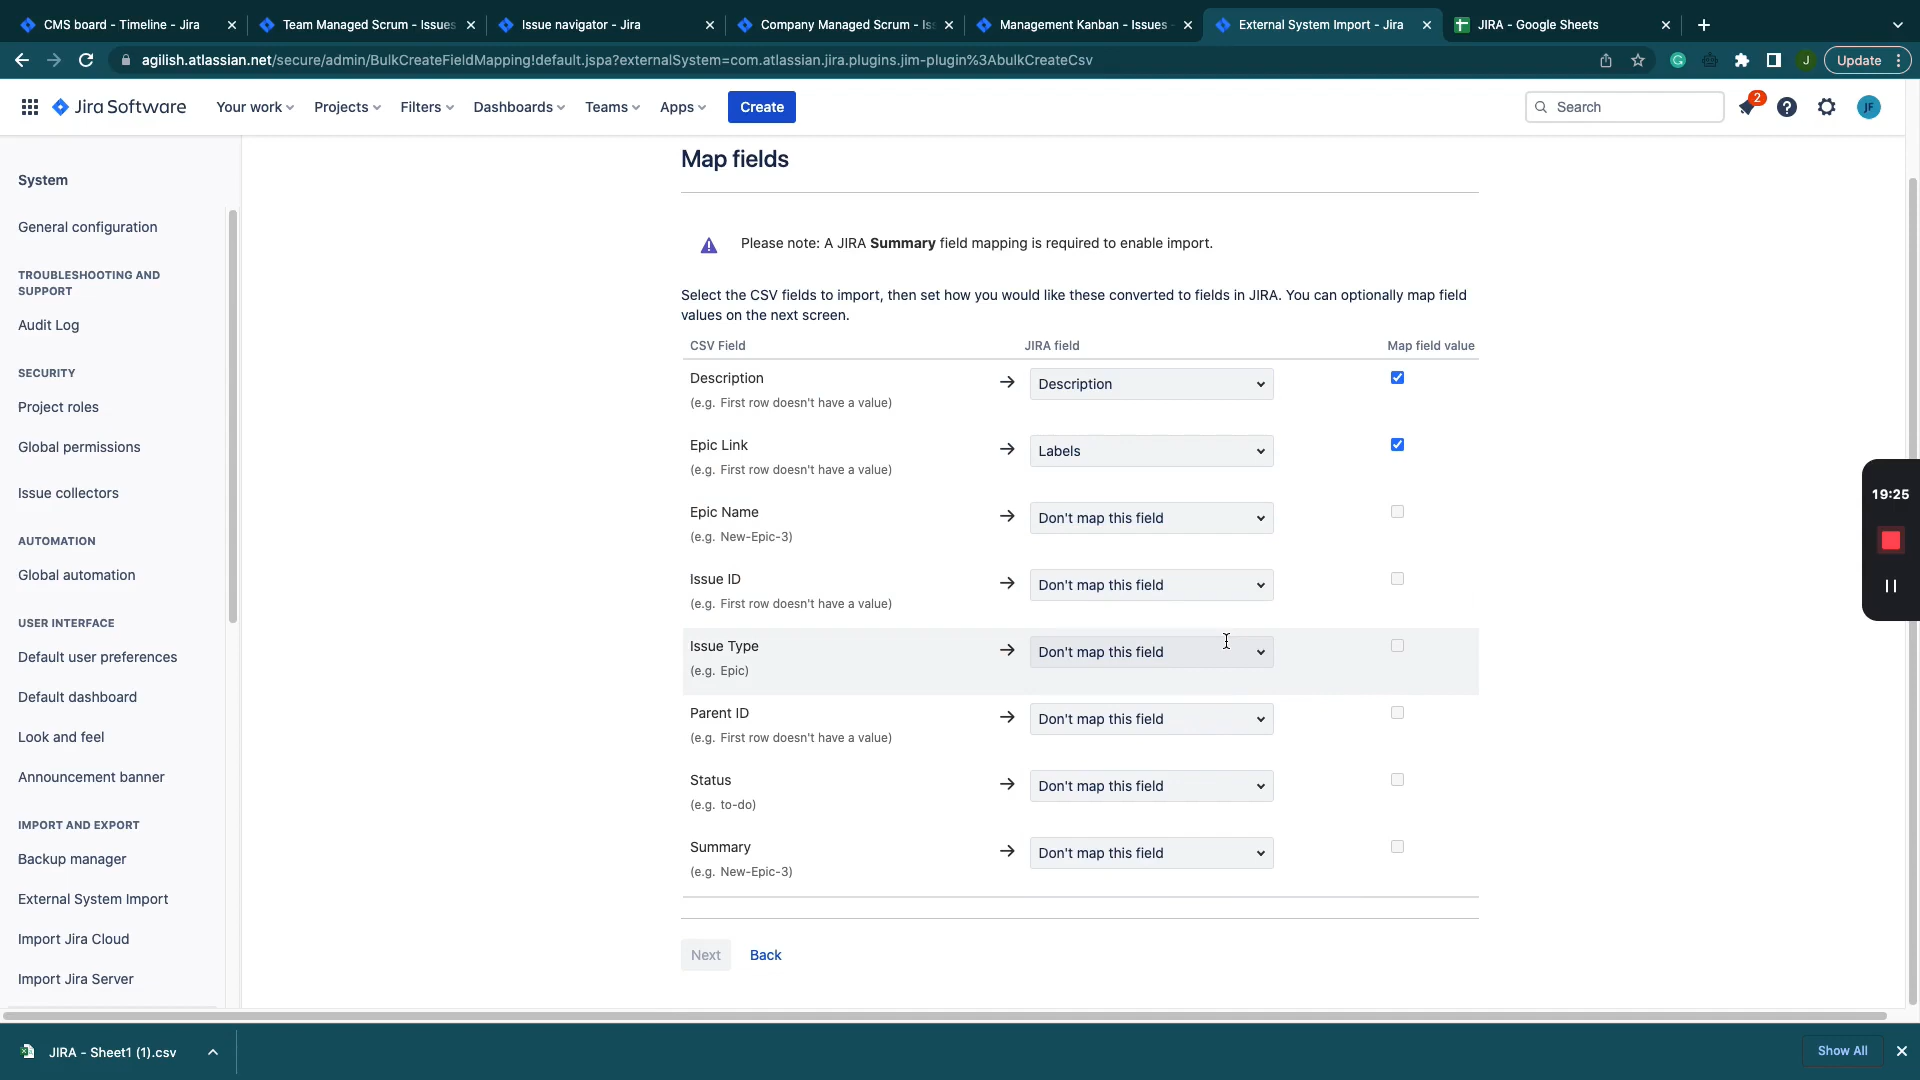 CMS board - Timeline - Jira
Team Managed Scrum - Issues
Issue navigator - Jira
Company Managed Scrum - Is
Management Kanban - Issues -
External System Import - Jira
JIRA - Google Sheets
agilish.atlassian.net/secure/admin/BulkCreateFieldMapping!default.jspa?externalSystem=com.atlassian.jira.plugins.jim-plugin%3AbulkCreateCsv
J
Update
Jira Software
Your work
Projects
Filters
Dashboards
Teams
Apps
Create
Search
2
JF
System
General configuration
TROUBLESHOOTING AND
SUPPORT
Audit Log
SECURITY
Project roles
Global permissions
Issue collectors
AUTOMATION
Global automation
USER INTERFACE
Default user preferences
Default dashboard
Look and feel
Announcement banner
IMPORT AND EXPORT
Backup manager
External System Import
Import Jira Cloud
Import Jira Server
Map fields
Please note: A JIRA Summary field mapping is required to enable import.
Select the CSV fields to import, then set how you would like these converted to fields in JIRA. You can optionally map field
values on the next screen.
CSV Field JIRA field Map field value
Description Description
(e.g. First row doesn't have a value)
Epic Link Labels
(e.g. First row doesn't have a value)
Epic Name Don't map this field
(e.g. New-Epic-3)
Issue ID Don't map this field
(e.g. First row doesn't have a value)
Issue Type Don't map this field
(e.g. Epic)
Parent ID Don't map this field
(e.g. First row doesn't have a value)
Status Don't map this field
(e.g. to-do)
Summary Don't map this field
(e.g. New-Epic-3)
Next Back
19:25
JIRA - Sheet1 (1).csv
Show All